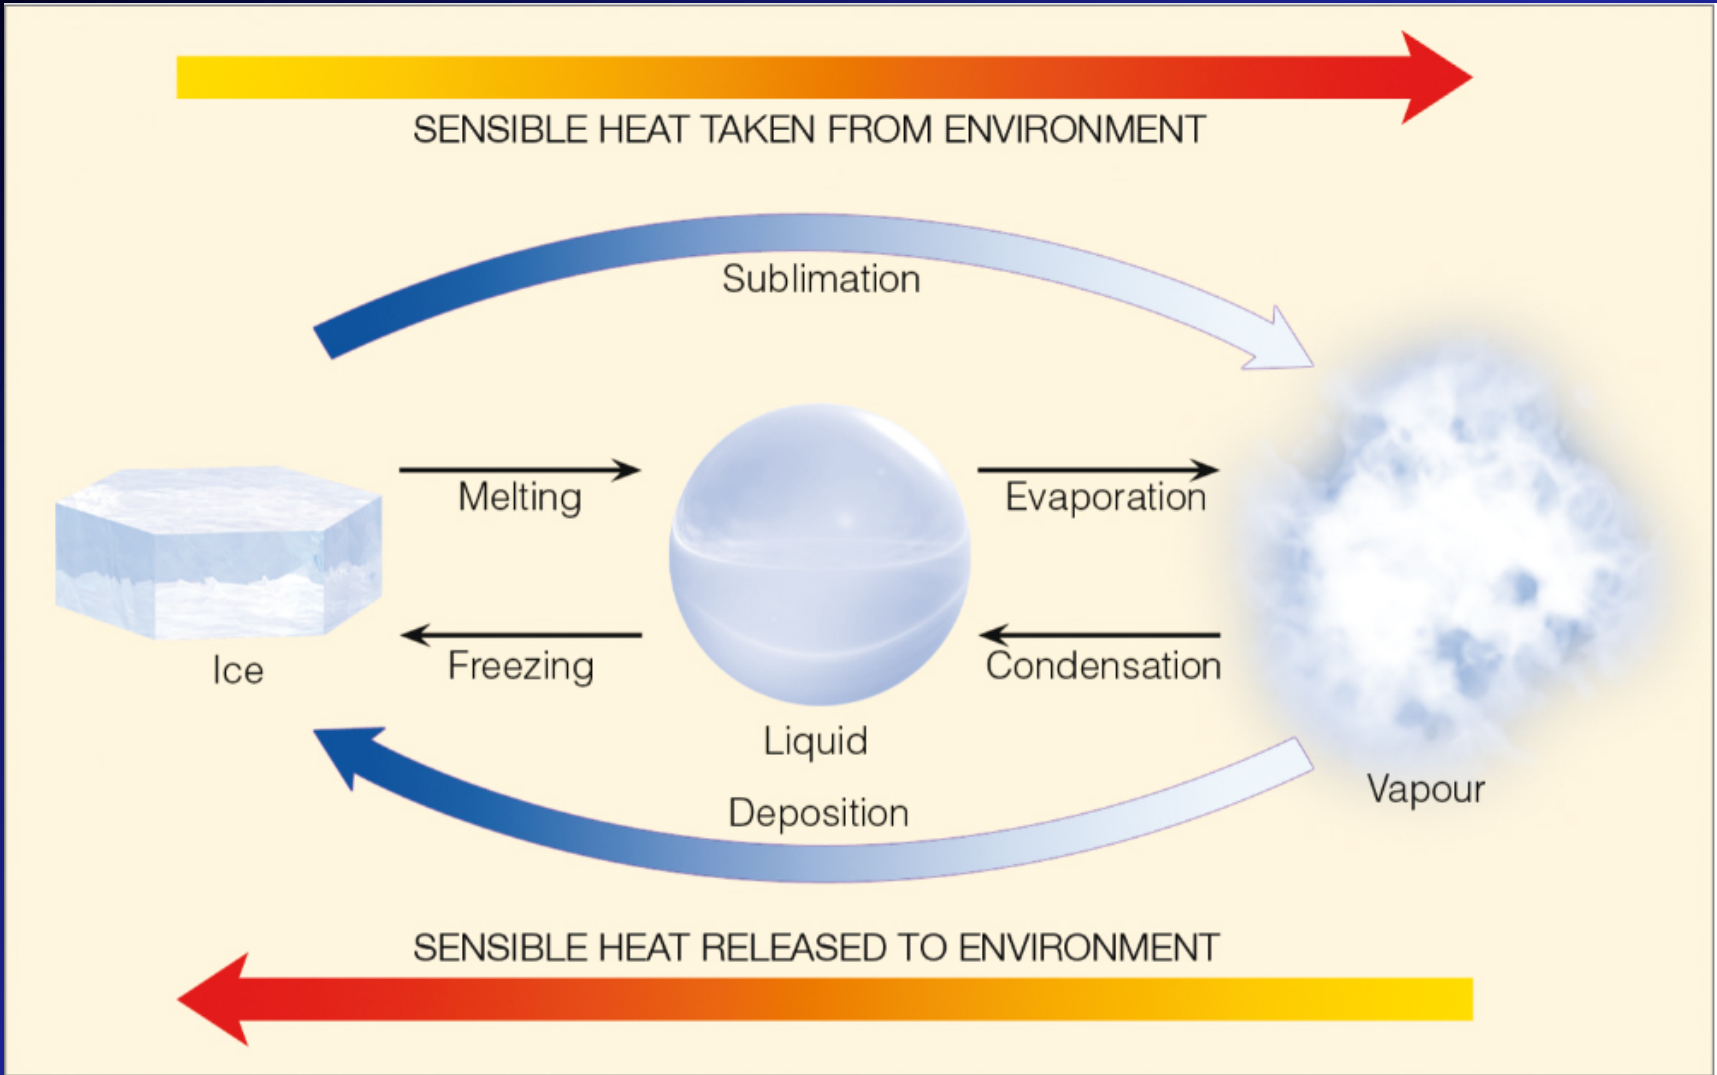 SENSIBLE HEAT TAKEN FROM ENVIRONMENT
Sublimation
Melting
Evaporation
Ice
Freezing
Condensation
Liquid
Vapour
Deposition
SENSIBLE HEAT RELEASED TO ENVIRONMENT